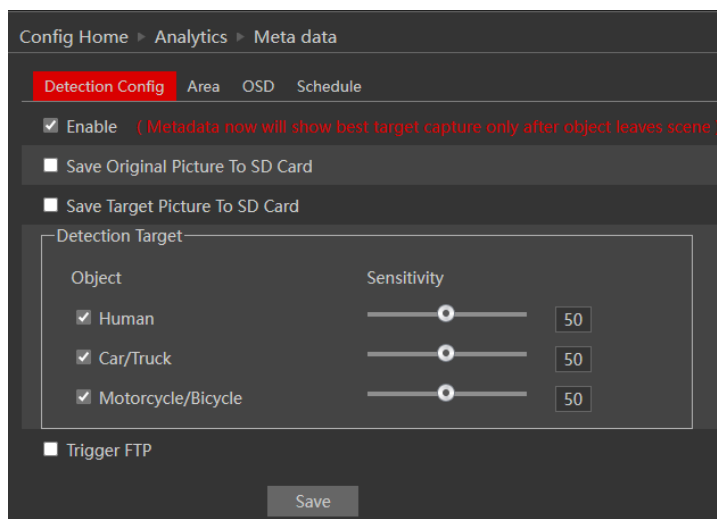 Config Home ▶ Analytics ▶ Meta data
Detection Config Area OSD Schedule
Enable ( Metadata now will show best target capture only after object leaves scene
Save Original Picture To SD Card
Save Target Picture To SD Card
Detection Target
Object Sensitivity
Human 50
Car/Truck 50
Motorcycle/Bicycle 50
Trigger FTP
Save